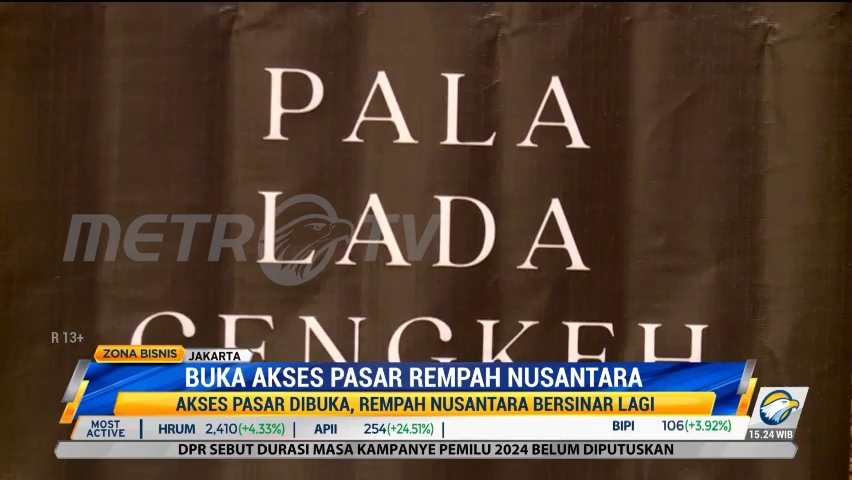 PALA
METRO TV
LADA
CENGKEH
R 13+
ZONA BISNIS
JAKARTA
BUKA AKSES PASAR REMPAH NUSANTARA
AKSES PASAR DIBUKA, REMPAH NUSANTARA BERSINAR LAGI
MOST ACTIVE
HRUM 2,410(+4.33%) | APII 254(+24.51%) | BIPI 106(+3.92%)
15.24 WIB
DPR SEBUT DURASI MASA KAMPANYE PEMILU 2024 BELUM DIPUTUSKAN